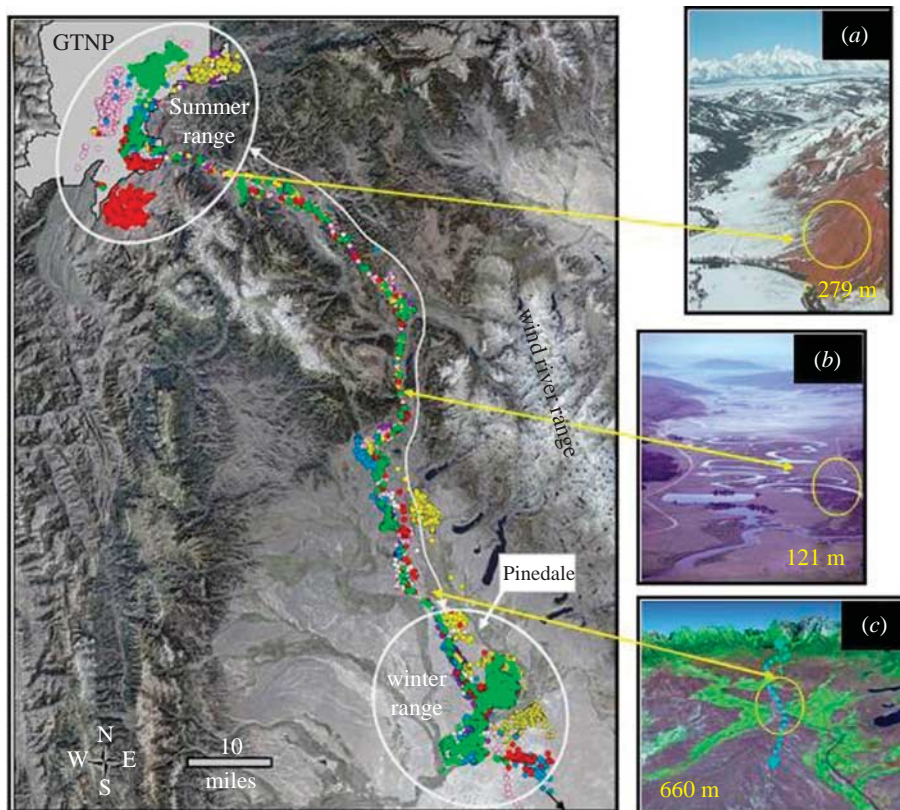 GTNP
Summer
range
wind river range
Pinedale
winter
range
N
W E
S
10
miles
(a)
279 m
(b)
121 m
(c)
660 m